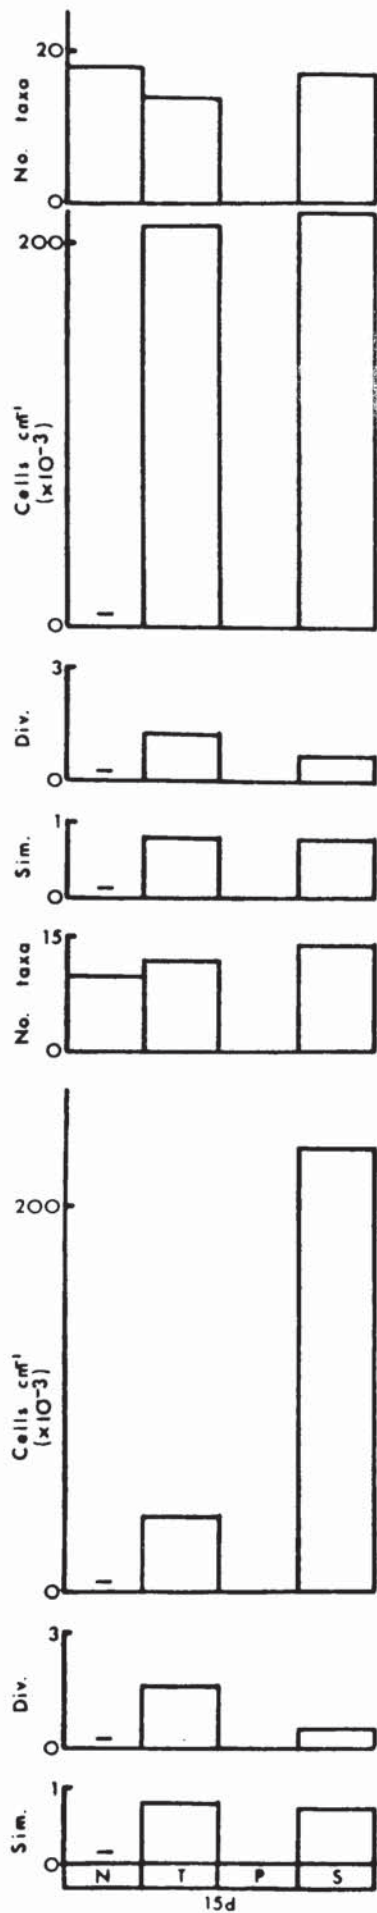 No. taxa
20
0
Cells cm⁻¹
(x10⁻³)
200
0
Div.
3
0
Sim.
1
0
No. taxa
15
0
Cells cm⁻¹
(x10⁻³)
200
0
Div.
3
0
Sim.
1
0
N T P S
15d